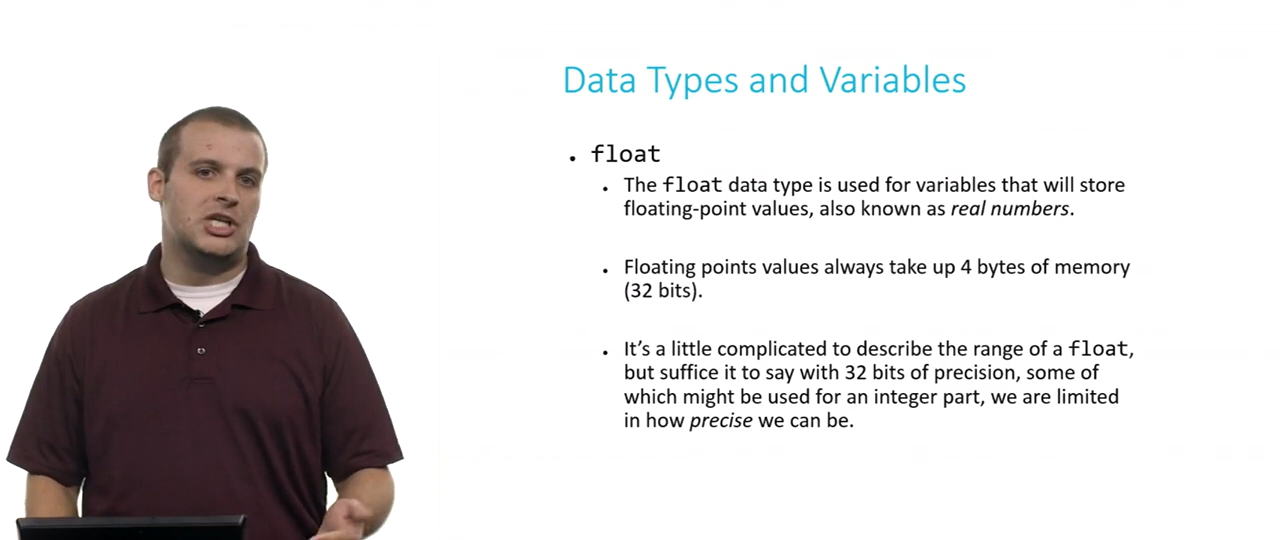 Data Types and Variables
• float
• The float data type is used for variables that will store
floating-point values, also known as real numbers.
• Floating points values always take up 4 bytes of memory
(32 bits).
• It’s a little complicated to describe the range of a float,
but suffice it to say with 32 bits of precision, some of
which might be used for an integer part, we are limited
in how precise we can be.